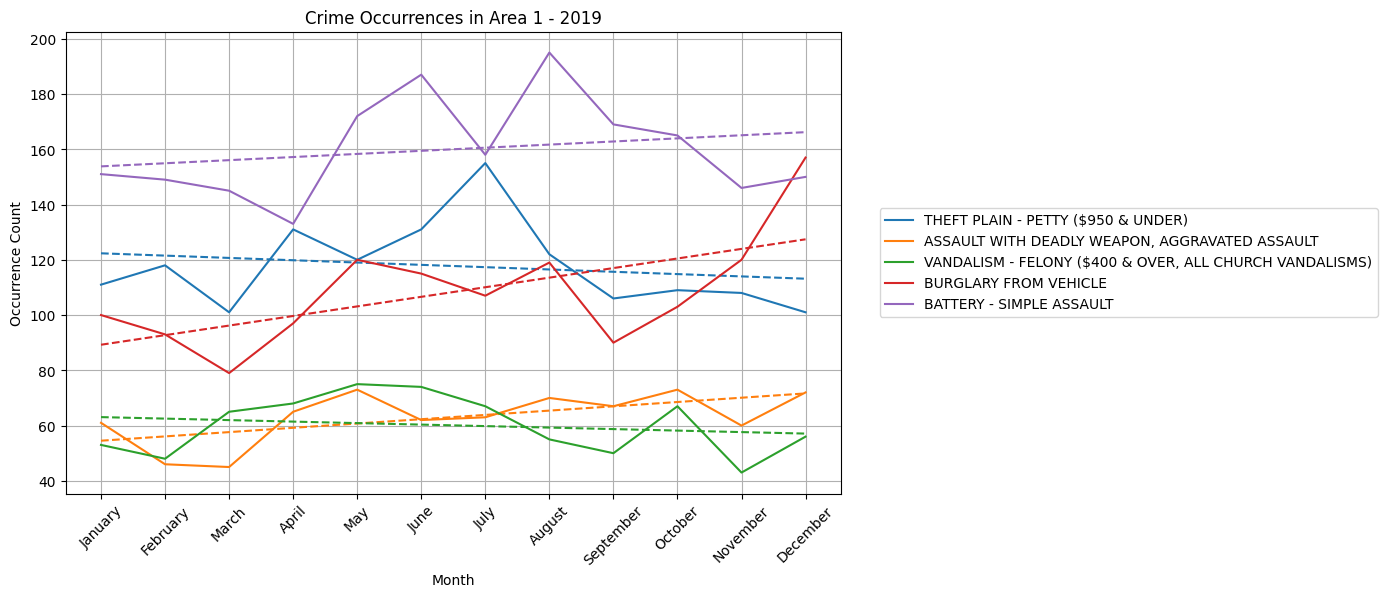 Crime Occurrences in Area 1 - 2019
Occurrence Count
200
180
160
140
120
100
80
60
40
January
February
March
April
May
June
July
August
September
October
November
December
Month
THEFT PLAIN - PETTY ($950 & UNDER)
ASSAULT WITH DEADLY WEAPON, AGGRAVATED ASSAULT
VANDALISM - FELONY ($400 & OVER, ALL CHURCH VANDALISMS)
BURGLARY FROM VEHICLE
BATTERY - SIMPLE ASSAULT